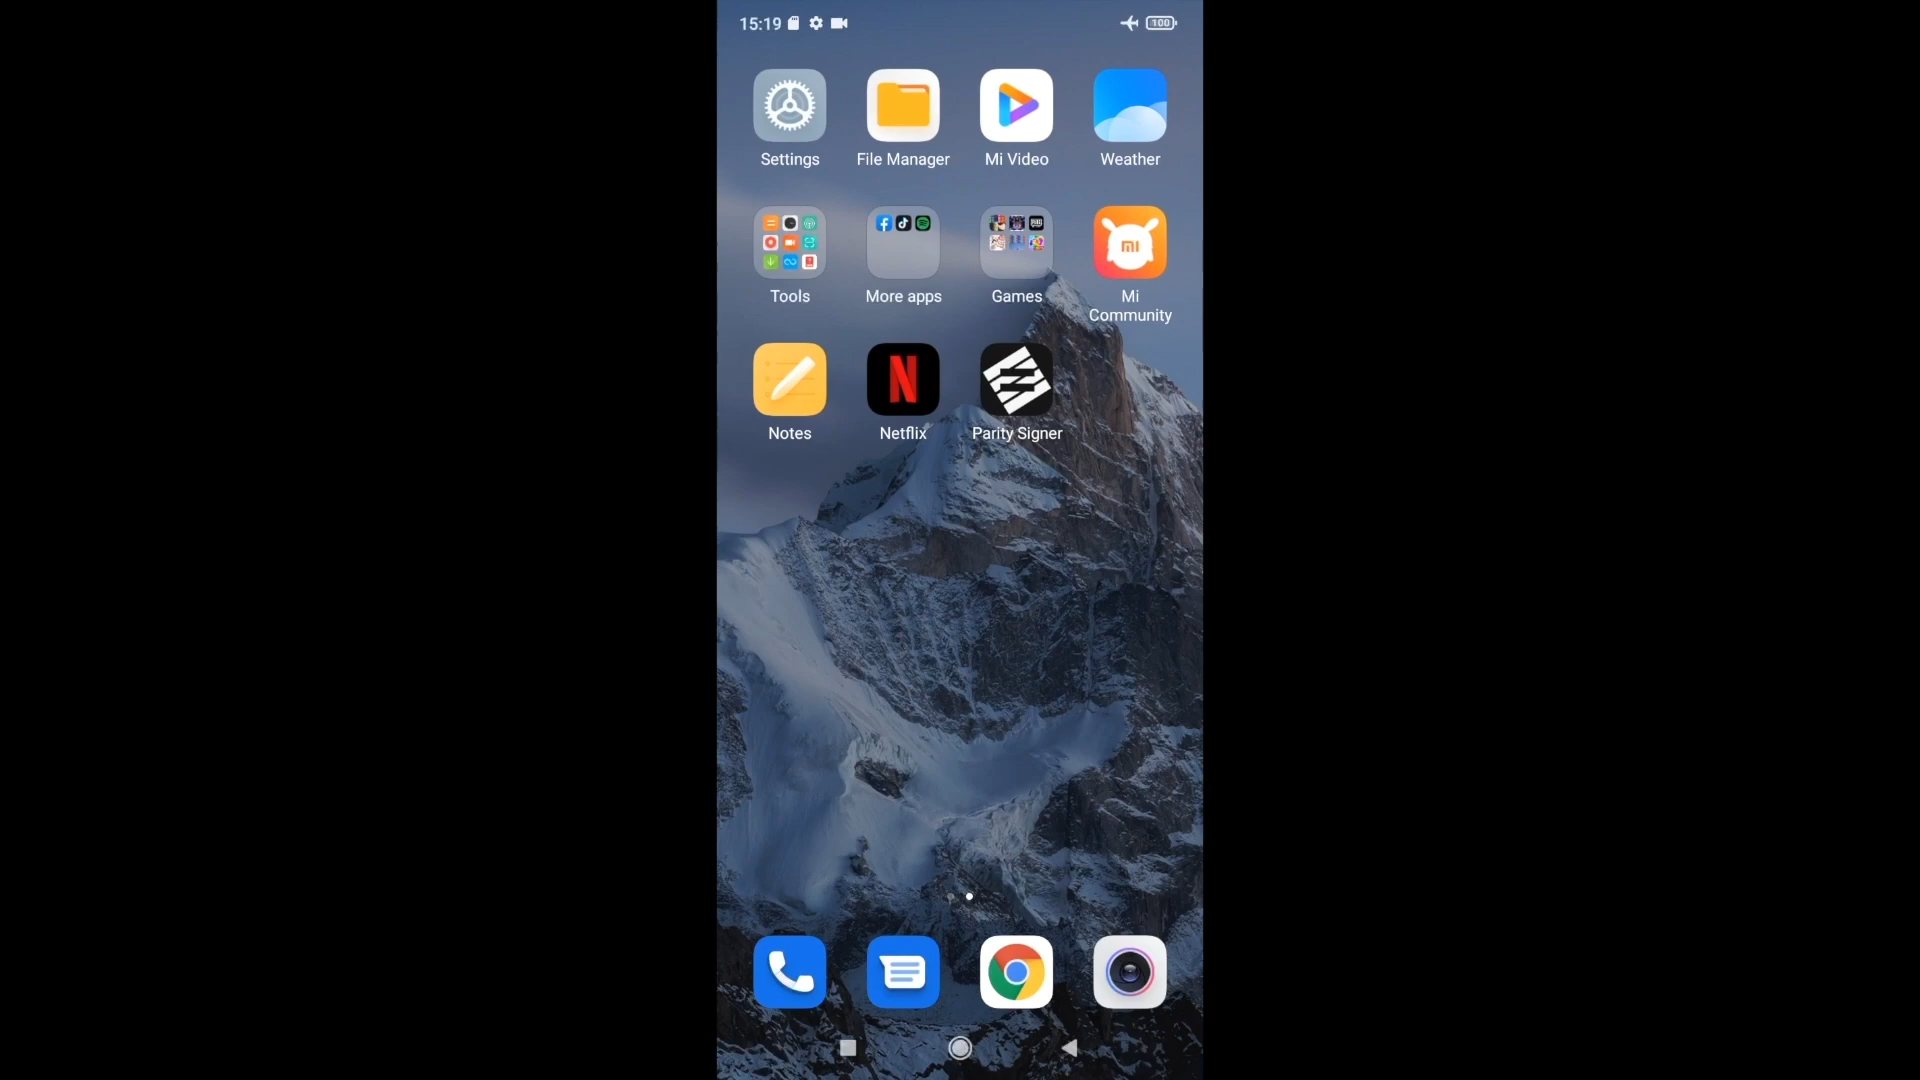 15:19
100
Settings
File Manager
Mi Video
Weather
Tools
More apps
Games
Mi
Community
Notes
Netflix
Parity Signer